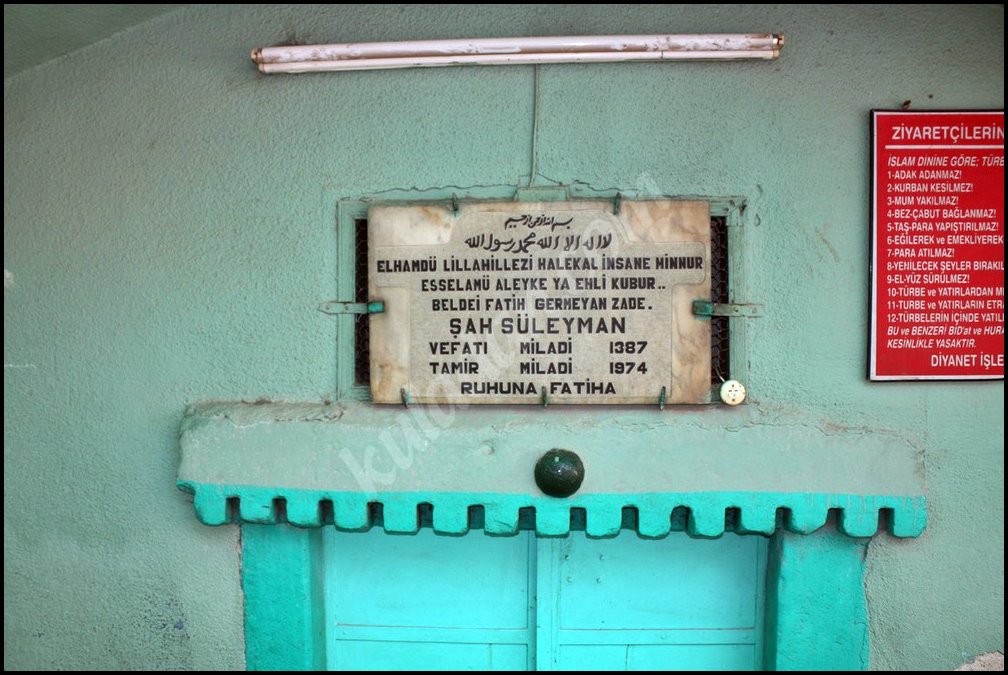 بسم الله الرحمن الرحيم
لا اله الا الله محمد رسول الله
ELHAMDÜ LİLLAHİLLEZİ HALEKAL İNSANE MİNNUR
ESSELAMÜ ALEYKE YA EHLİ KUBUR..
BELDEİ FATİH GERMEYAN ZADE.
ŞAH SÜLEYMAN
VEFATI MİLADİ 1387
TAMİR MİLADİ 1974
RUHUNA FATİHA
ZİYARETÇİLERİN
İSLAM DİNİNE GÖRE; TÜRB
1-ADAK ADANMAZ!
2-KURBAN KESİLMEZ!
3-MUM YAKILMAZ!
4-BEZ-ÇABUT BAĞLANMAZ!
5-TAŞ-PARA YAPIŞTIRILMAZ!
6-EĞİLEREK ve EMEKLİYEREK
7-PARA ATILMAZ!
8-YENİLECEK ŞEYLER BIRAKIL
9-EL-YÜZ SÜRÜLMEZ!
10-TÜRBE ve YATIRLARDAN M
11-TÜRBE ve YATIRLARIN ETRA
12-TÜRBELERİN İÇİNDE YATIL
BU ve BENZERİ BİD'at ve HURA
KESİNLİKLE YASAKTIR.
DİYANET İŞLE